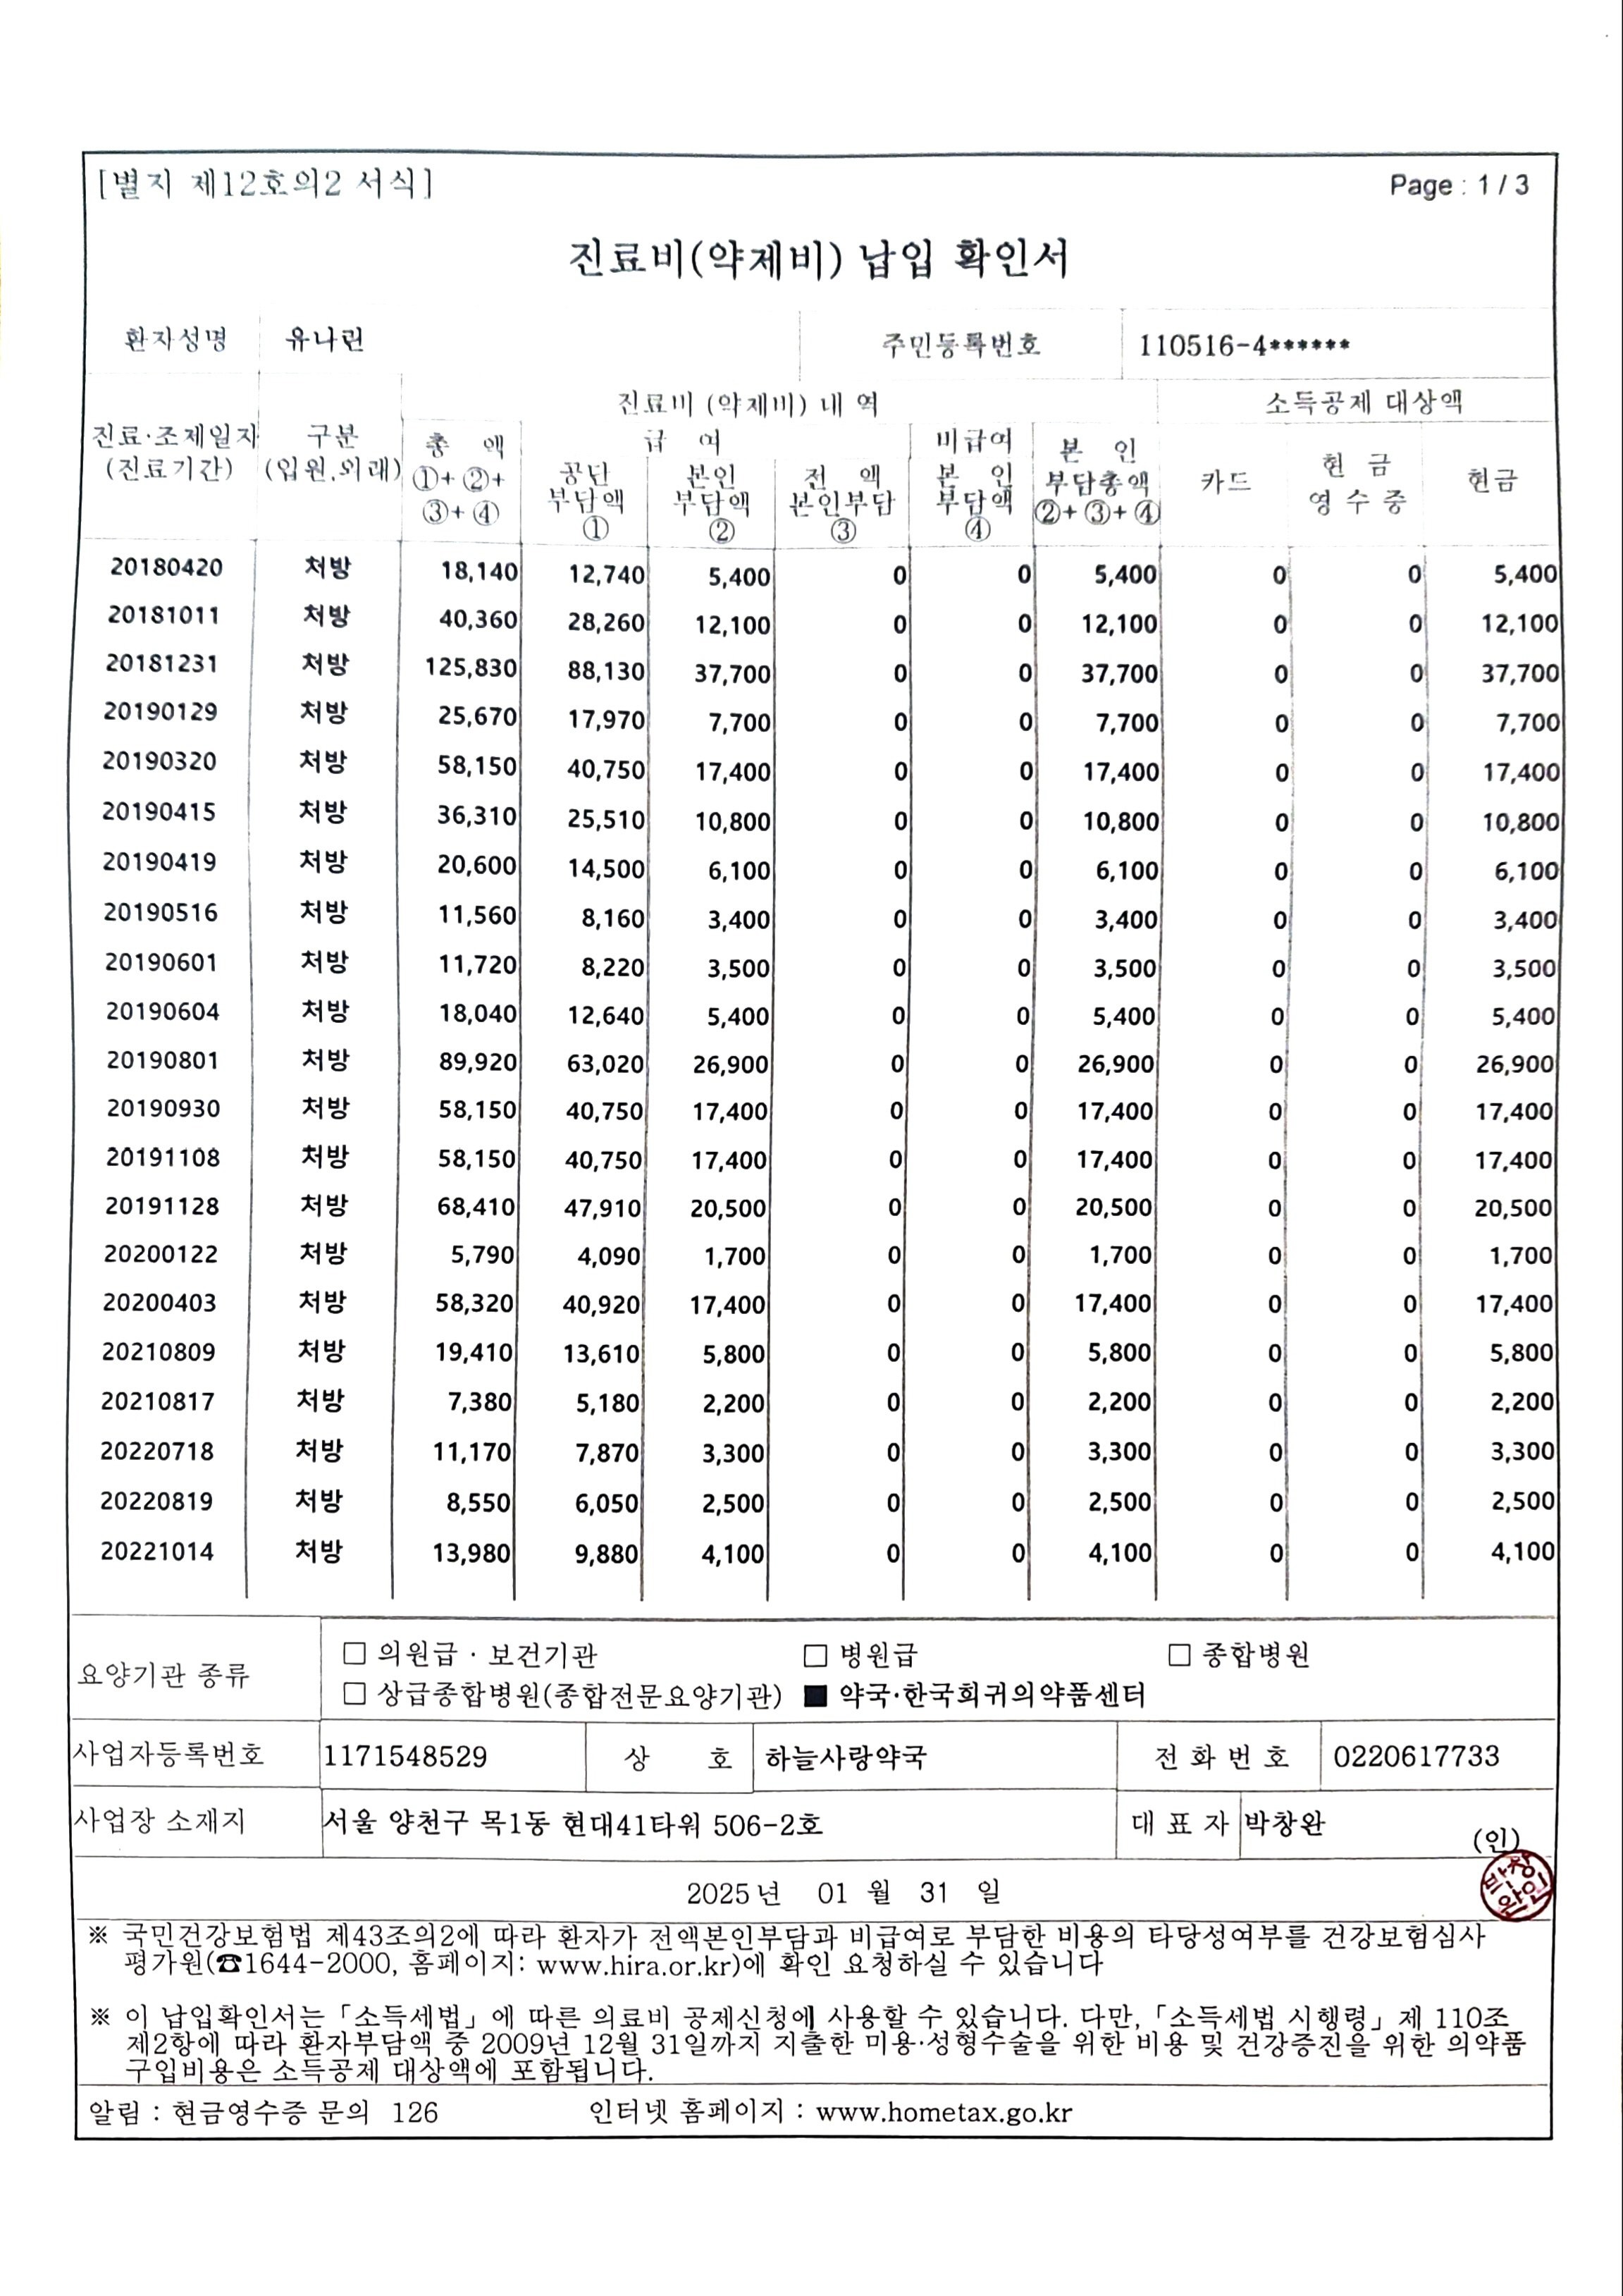 [별지 제12호의2 서식]
Page : 1 / 3
진료비(약제비) 납입 확인서
환자성명 유나린 주민등록번호 110516-4******
진료비 (약제비) 내 역 소득공제 대상액
진료·조제일자 (진료기간) 구분 (입원.외래) 총 액 ①+②+③+④ 급 여 공단 부담액 ① 본인 부담액 ② 전 액 본인부담 ③ 비급여 본 인 부담액 ④ 본 인 부담총액 ②+③+④ 카드 현 금 영 수 증 현금
20180420 처방 18,140 12,740 5,400 0 0 5,400 0 0 5,400
20181011 처방 40,360 28,260 12,100 0 0 12,100 0 0 12,100
20181231 처방 125,830 88,130 37,700 0 0 37,700 0 0 37,700
20190129 처방 25,670 17,970 7,700 0 0 7,700 0 0 7,700
20190320 처방 58,150 40,750 17,400 0 0 17,400 0 0 17,400
20190415 처방 36,310 25,510 10,800 0 0 10,800 0 0 10,800
20190419 처방 20,600 14,500 6,100 0 0 6,100 0 0 6,100
20190516 처방 11,560 8,160 3,400 0 0 3,400 0 0 3,400
20190601 처방 11,720 8,220 3,500 0 0 3,500 0 0 3,500
20190604 처방 18,040 12,640 5,400 0 0 5,400 0 0 5,400
20190801 처방 89,920 63,020 26,900 0 0 26,900 0 0 26,900
20190930 처방 58,150 40,750 17,400 0 0 17,400 0 0 17,400
20191108 처방 58,150 40,750 17,400 0 0 17,400 0 0 17,400
20191128 처방 68,410 47,910 20,500 0 0 20,500 0 0 20,500
20200122 처방 5,790 4,090 1,700 0 0 1,700 0 0 1,700
20200403 처방 58,320 40,920 17,400 0 0 17,400 0 0 17,400
20210809 처방 19,410 13,610 5,800 0 0 5,800 0 0 5,800
20210817 처방 7,380 5,180 2,200 0 0 2,200 0 0 2,200
20220718 처방 11,170 7,870 3,300 0 0 3,300 0 0 3,300
20220819 처방 8,550 6,050 2,500 0 0 2,500 0 0 2,500
20221014 처방 13,980 9,880 4,100 0 0 4,100 0 0 4,100
요양기관 종류 □ 의원급 · 보건기관 □ 병원급 □ 종합병원
□ 상급종합병원(종합전문요양기관) ■ 약국·한국희귀의약품센터
사업자등록번호 1171548529 상 호 하늘사랑약국 전 화 번 호 0220617733
사업장 소재지 서울 양천구 목1동 현대41타워 506-2호 대 표 자 박창완 (인)
박창완인
2025년 01 월 31 일
※ 국민건강보험법 제43조의2에 따라 환자가 전액본인부담과 비급여로 부담한 비용의 타당성여부를 건강보험심사
평가원(☎1644-2000, 홈페이지: www.hira.or.kr)에 확인 요청하실 수 있습니다
※ 이 납입확인서는「소득세법」에 따른 의료비 공제신청에 사용할 수 있습니다. 다만,「소득세법 시행령」제 110조
제2항에 따라 환자부담액 중 2009년 12월 31일까지 지출한 미용·성형수술을 위한 비용 및 건강증진을 위한 의약품
구입비용은 소득공제 대상액에 포함됩니다.
알림 : 현금영수증 문의 126 인터넷 홈페이지 : www.hometax.go.kr